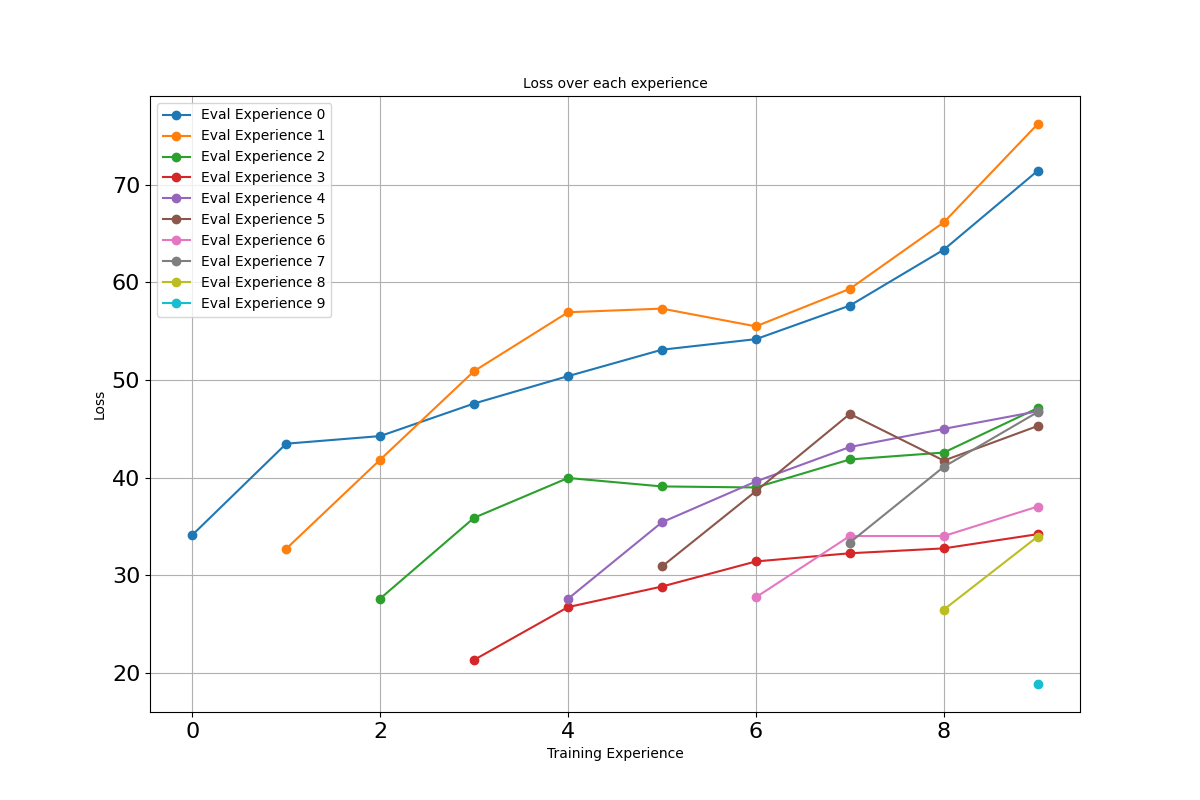 Loss over each experience
Eval Experience 0
Eval Experience 1
Eval Experience 2
Eval Experience 3
Eval Experience 4
Eval Experience 5
Eval Experience 6
Eval Experience 7
Eval Experience 8
Eval Experience 9
70
60
50
40
30
20
Loss
0 2 4 6 8
Training Experience